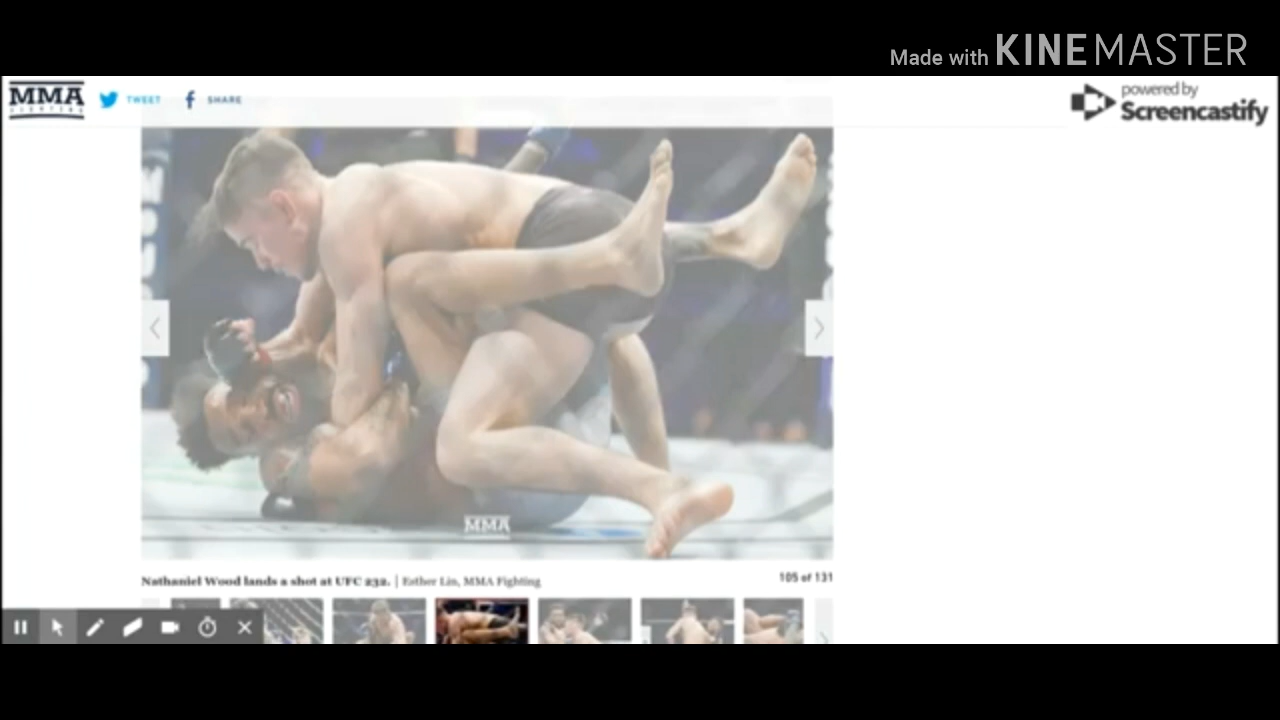 Made with KINEMASTER
MMA
FIGHTING
TWEET
SHARE
powered by
Screencastify
MMA
Nathaniel Wood lands a shot at UFC 232. | Esther Lin, MMA Fighting
105 of 131